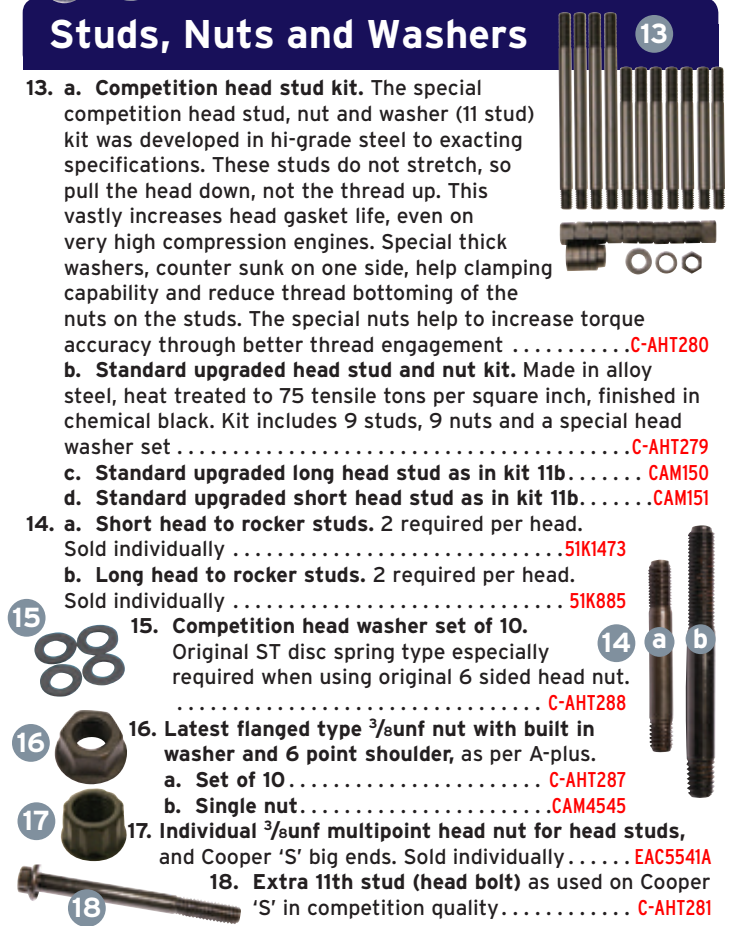 Studs, Nuts and Washers
13
13. a. Competition head stud kit. The special
competition head stud, nut and washer (11 stud)
kit was developed in hi-grade steel to exacting
specifications. These studs do not stretch, so
pull the head down, not the thread up. This
vastly increases head gasket life, even on
very high compression engines. Special thick
washers, counter sunk on one side, help clamping
capability and reduce thread bottoming of the
nuts on the studs. The special nuts help to increase torque
accuracy through better thread engagement ...........C-AHT280
b. Standard upgraded head stud and nut kit. Made in alloy
steel, heat treated to 75 tensile tons per square inch, finished in
chemical black. Kit includes 9 studs, 9 nuts and a special head
washer set ..........................................C-AHT279
c. Standard upgraded long head stud as in kit 11b....... CAM150
d. Standard upgraded short head stud as in kit 11b.......CAM151
14. a. Short head to rocker studs. 2 required per head.
Sold individually ...............................51K1473
b. Long head to rocker studs. 2 required per head.
Sold individually ............................... 51K885
15
15. Competition head washer set of 10.
14 a b
Original ST disc spring type especially
required when using original 6 sided head nut.
.................................. C-AHT288
16
16. Latest flanged type ³/₈unf nut with built in
washer and 6 point shoulder, as per A-plus.
a. Set of 10........................ C-AHT287
b. Single nut.......................CAM4545
17
17. Individual ³/₈unf multipoint head nut for head studs,
and Cooper 'S' big ends. Sold individually...... EAC5541A
18
18. Extra 11th stud (head bolt) as used on Cooper
'S' in competition quality............ C-AHT281